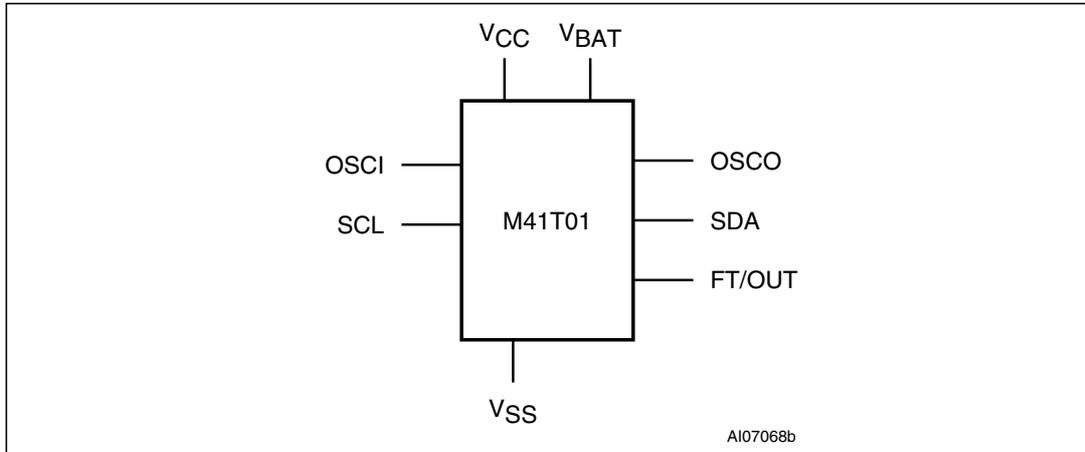 VCC VBAT
OSCI OSCO
SCL M41T01 SDA
FT/OUT
VSS
AI07068b